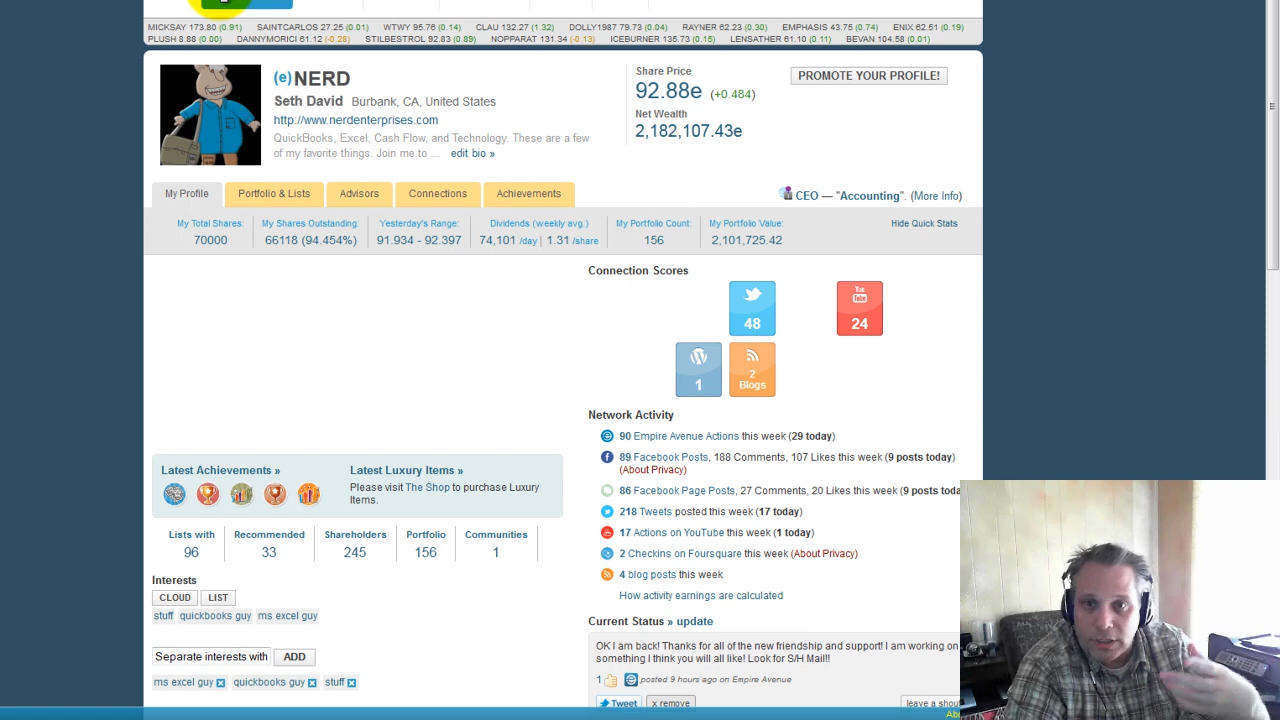 MICKSAY 173.80 (0.91) SAINTCARLOS 27.25 (0.01) WTWY 95.76 (0.14) CLAU 132.27 (1.32) DOLLY1987 79.73 (0.04) RAYNER 62.23 (0.30) EMPHASIS 43.75 (0.74) ENIX 62.51 (0.19)
PLUSH 8.88 (0.00) DANNYMORICI 61.12 (-0.28) STILBESTROL 92.83 (0.89) NOPPARAT 131.34 (-0.13) ICEBURNER 135.73 (0.15) LENSATHER 61.10 (0.11) BEVAN 104.58 (0.01)
(e)NERD
Seth David Burbank, CA, United States
http://www.nerdenterprises.com
QuickBooks, Excel, Cash Flow, and Technology. These are a few
of my favorite things. Join me to ... edit bio »
Share Price
92.88e (+0.484)
Net Wealth
2,182,107.43e
PROMOTE YOUR PROFILE!
My Profile Portfolio & Lists Advisors Connections Achievements
CEO — "Accounting". (More Info)
My Total Shares: My Shares Outstanding: Yesterday's Range: Dividends (weekly avg.) My Portfolio Count: My Portfolio Value: Hide Quick Stats
70000 66118 (94.454%) 91.934 - 92.397 74,101 /day | 1.31 /share 156 2,101,725.42
Connection Scores
48
You Tube
24
1
2
Blogs
Network Activity
90 Empire Avenue Actions this week (29 today)
89 Facebook Posts, 188 Comments, 107 Likes this week (9 posts today)
(About Privacy)
86 Facebook Page Posts, 27 Comments, 20 Likes this week (9 posts toda
218 Tweets posted this week (17 today)
17 Actions on YouTube this week (1 today)
2 Checkins on Foursquare this week (About Privacy)
4 blog posts this week
How activity earnings are calculated
Current Status » update
OK I am back! Thanks for all of the new friendship and support! I am working on
something I think you will all like! Look for S/H Mail!!
1 posted 9 hours ago on Empire Avenue
Tweet x remove leave a shou
Latest Achievements »
Latest Luxury Items »
Please visit The Shop to purchase Luxury
Items.
Lists with Recommended Shareholders Portfolio Communities
96 33 245 156 1
Interests
CLOUD LIST
stuff quickbooks guy ms excel guy
Separate interests with ADD
ms excel guy quickbooks guy stuff